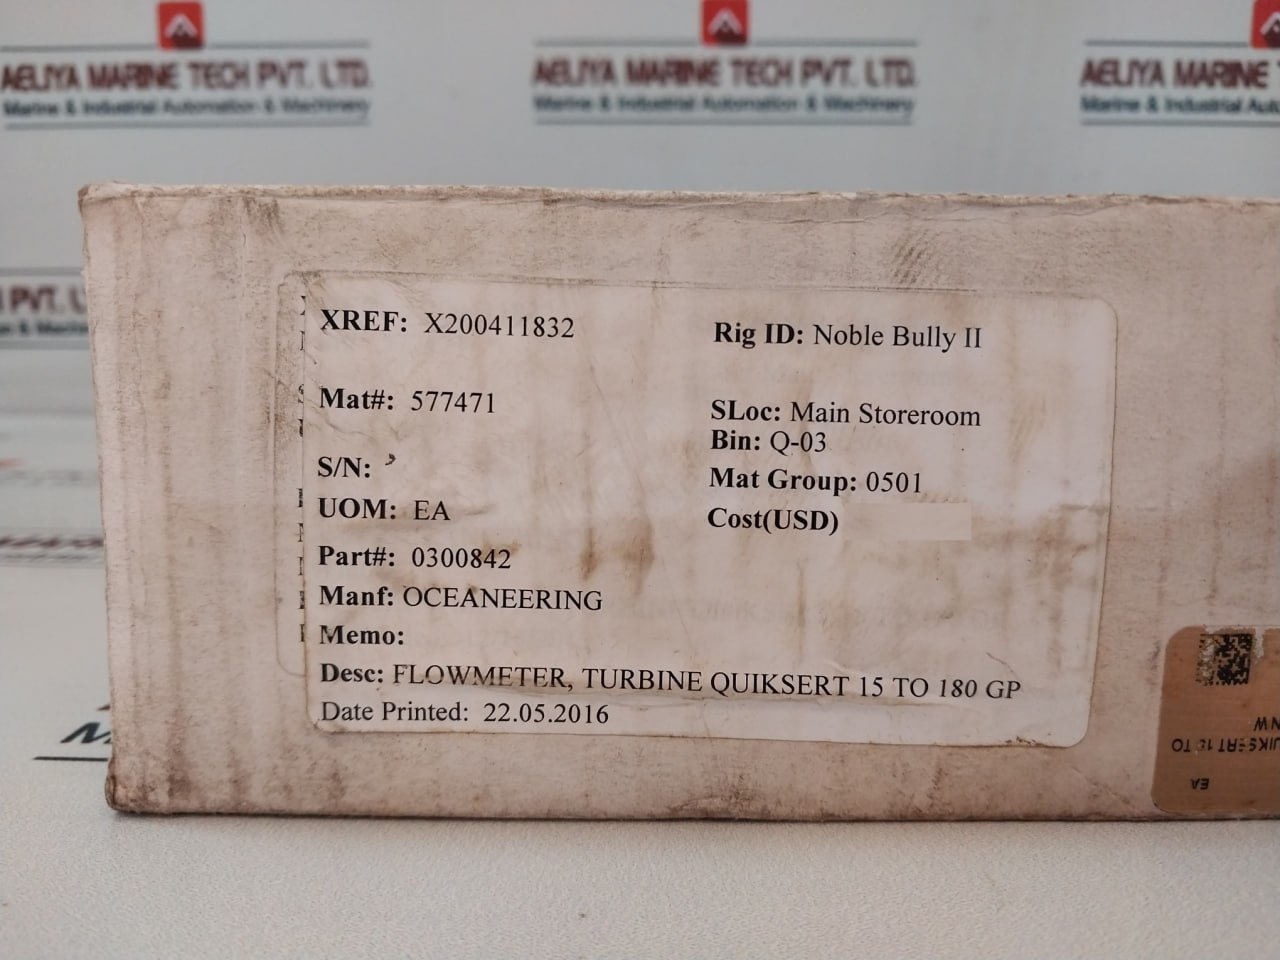 AELIYA MARINE TECH PVT. LTD.
Marine & Industrial Automation & Machinery
AELIYA MARINE TECH PVT. LTD.
Marine & Industrial Automation & Machinery
AELIYA MARINE
Marine & Industrial
PVT.
XREF: X200411832
Rig ID: Noble Bully II
Mat#: 577471
SLoc: Main Storeroom
Bin: Q-03
S/N:
Mat Group: 0501
UOM: EA
Cost(USD)
Part#: 0300842
Manf: OCEANEERING
Memo:
Desc: FLOWMETER, TURBINE QUIKSERT 15 TO 180 GP
Date Printed: 22.05.2016
EA